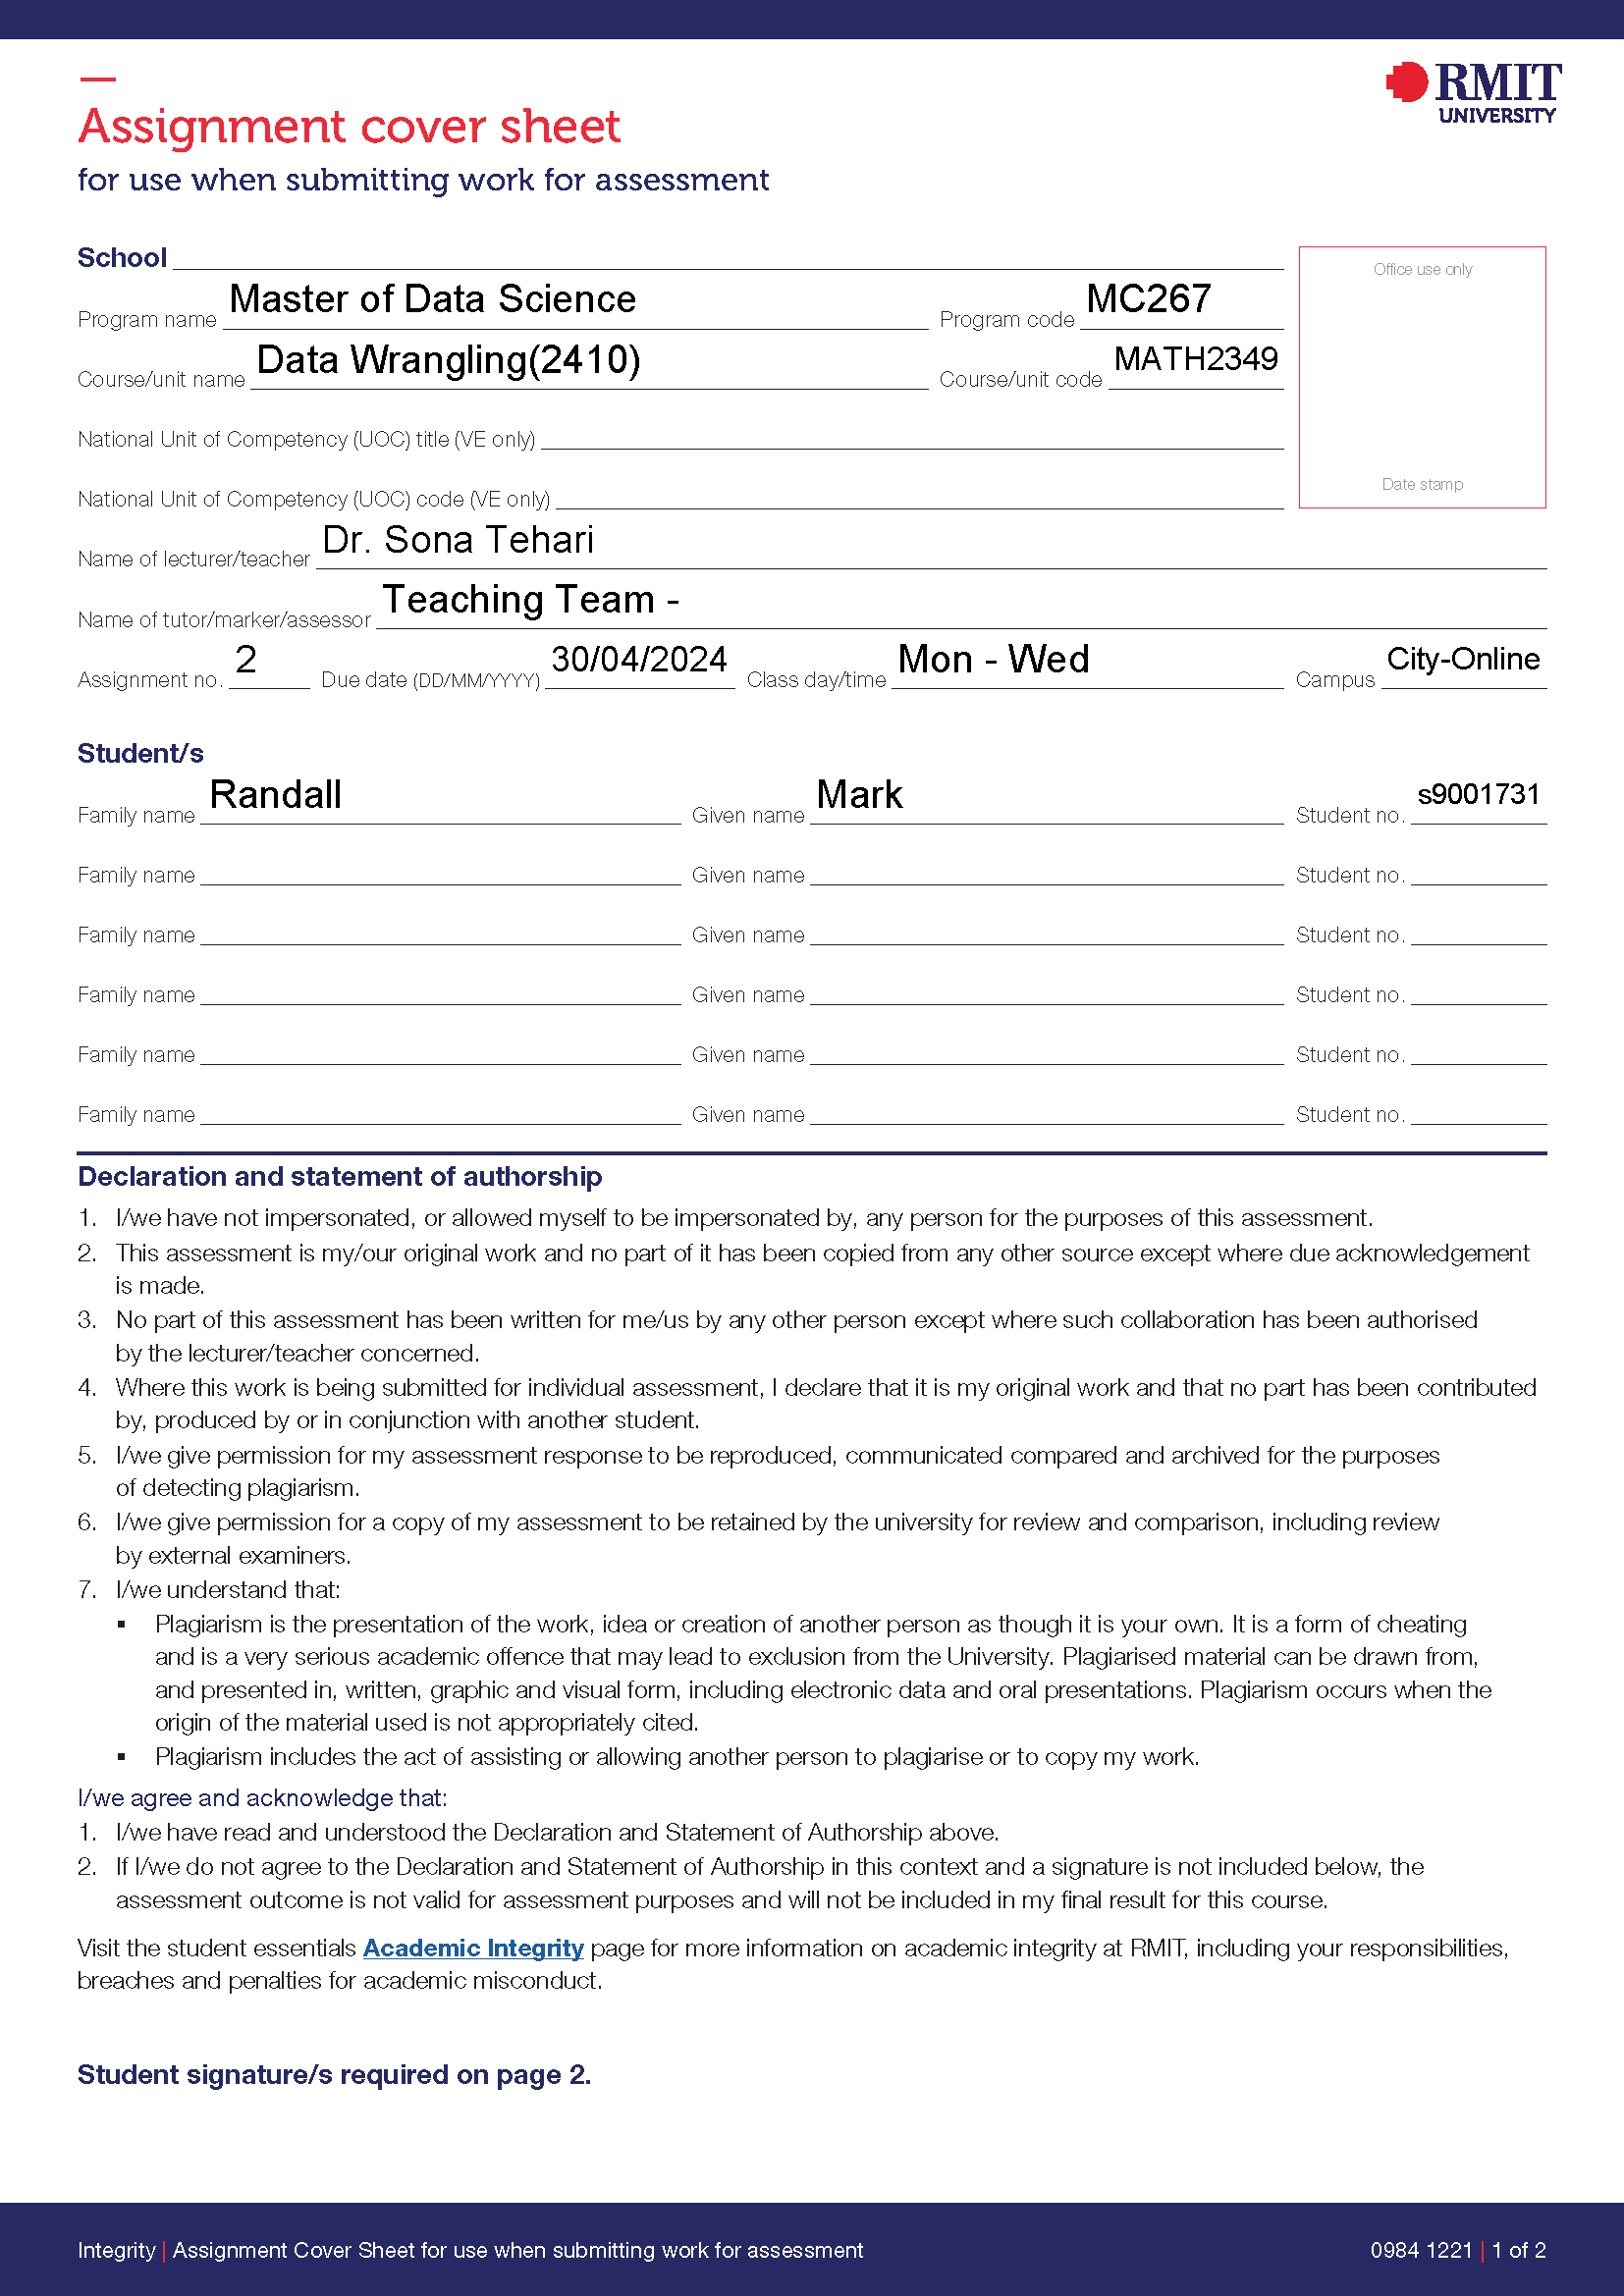 RMIT
UNIVERSITY
Assignment cover sheet
for use when submitting work for assessment
School
Office use only
Program name Master of Data Science Program code MC267
Course/unit name Data Wrangling(2410) Course/unit code MATH2349
National Unit of Competency (UOC) title (VE only)
National Unit of Competency (UOC) code (VE only)
Date stamp
Name of lecturer/teacher Dr. Sona Tehari
Name of tutor/marker/assessor Teaching Team -
Assignment no. 2 Due date (DD/MM/YYYY) 30/04/2024 Class day/time Mon - Wed Campus City-Online
Student/s
Family name Randall Given name Mark Student no. s9001731
Family name Given name Student no.
Family name Given name Student no.
Family name Given name Student no.
Family name Given name Student no.
Family name Given name Student no.
Declaration and statement of authorship
1. I/we have not impersonated, or allowed myself to be impersonated by, any person for the purposes of this assessment.
2. This assessment is my/our original work and no part of it has been copied from any other source except where due acknowledgement
is made.
3. No part of this assessment has been written for me/us by any other person except where such collaboration has been authorised
by the lecturer/teacher concerned.
4. Where this work is being submitted for individual assessment, I declare that it is my original work and that no part has been contributed
by, produced by or in conjunction with another student.
5. I/we give permission for my assessment response to be reproduced, communicated compared and archived for the purposes
of detecting plagiarism.
6. I/we give permission for a copy of my assessment to be retained by the university for review and comparison, including review
by external examiners.
7. I/we understand that:
▪ Plagiarism is the presentation of the work, idea or creation of another person as though it is your own. It is a form of cheating
and is a very serious academic offence that may lead to exclusion from the University. Plagiarised material can be drawn from,
and presented in, written, graphic and visual form, including electronic data and oral presentations. Plagiarism occurs when the
origin of the material used is not appropriately cited.
▪ Plagiarism includes the act of assisting or allowing another person to plagiarise or to copy my work.
I/we agree and acknowledge that:
1. I/we have read and understood the Declaration and Statement of Authorship above.
2. If I/we do not agree to the Declaration and Statement of Authorship in this context and a signature is not included below, the
assessment outcome is not valid for assessment purposes and will not be included in my final result for this course.
Visit the student essentials Academic Integrity page for more information on academic integrity at RMIT, including your responsibilities,
breaches and penalties for academic misconduct.
Student signature/s required on page 2.
Integrity | Assignment Cover Sheet for use when submitting work for assessment 0984 1221 | 1 of 2